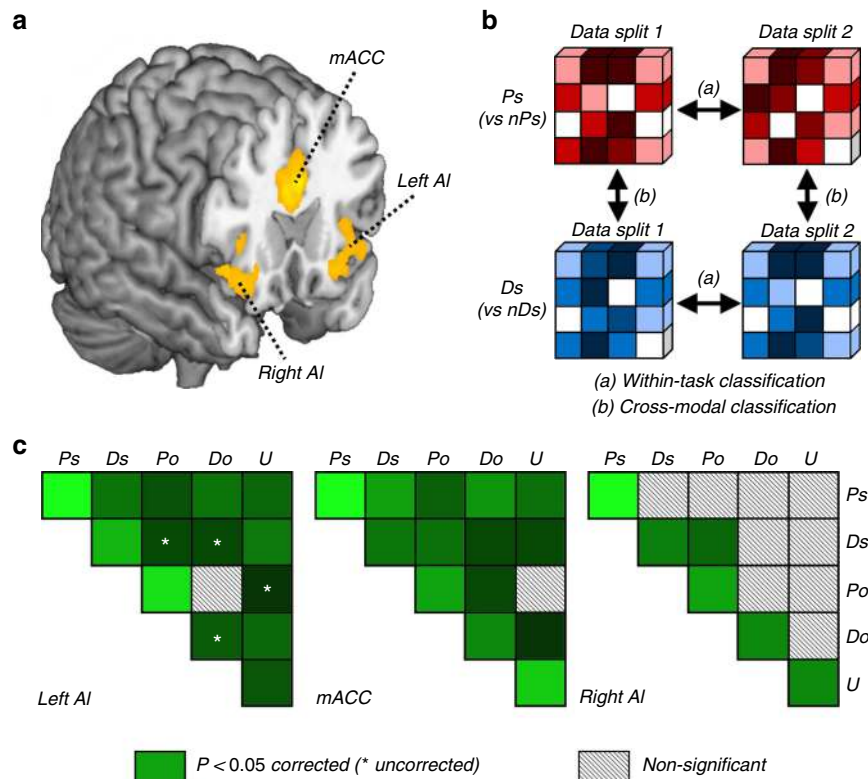 a
mACC
Left AI
Right AI
b
Data split 1
Data split 2
Ps
(vs nPs)
(a)
(b)
(b)
Data split 1
Data split 2
Ds
(vs nDs)
(a)
(a) Within-task classification
(b) Cross-modal classification
c
Ps Ds Po Do U
Ps Ds Po Do U
Ps Ds Po Do U
Ps
Ds
* *
Po
*
Do
*
U
Left AI
mACC
Right AI
P < 0.05 corrected (* uncorrected)
Non-significant